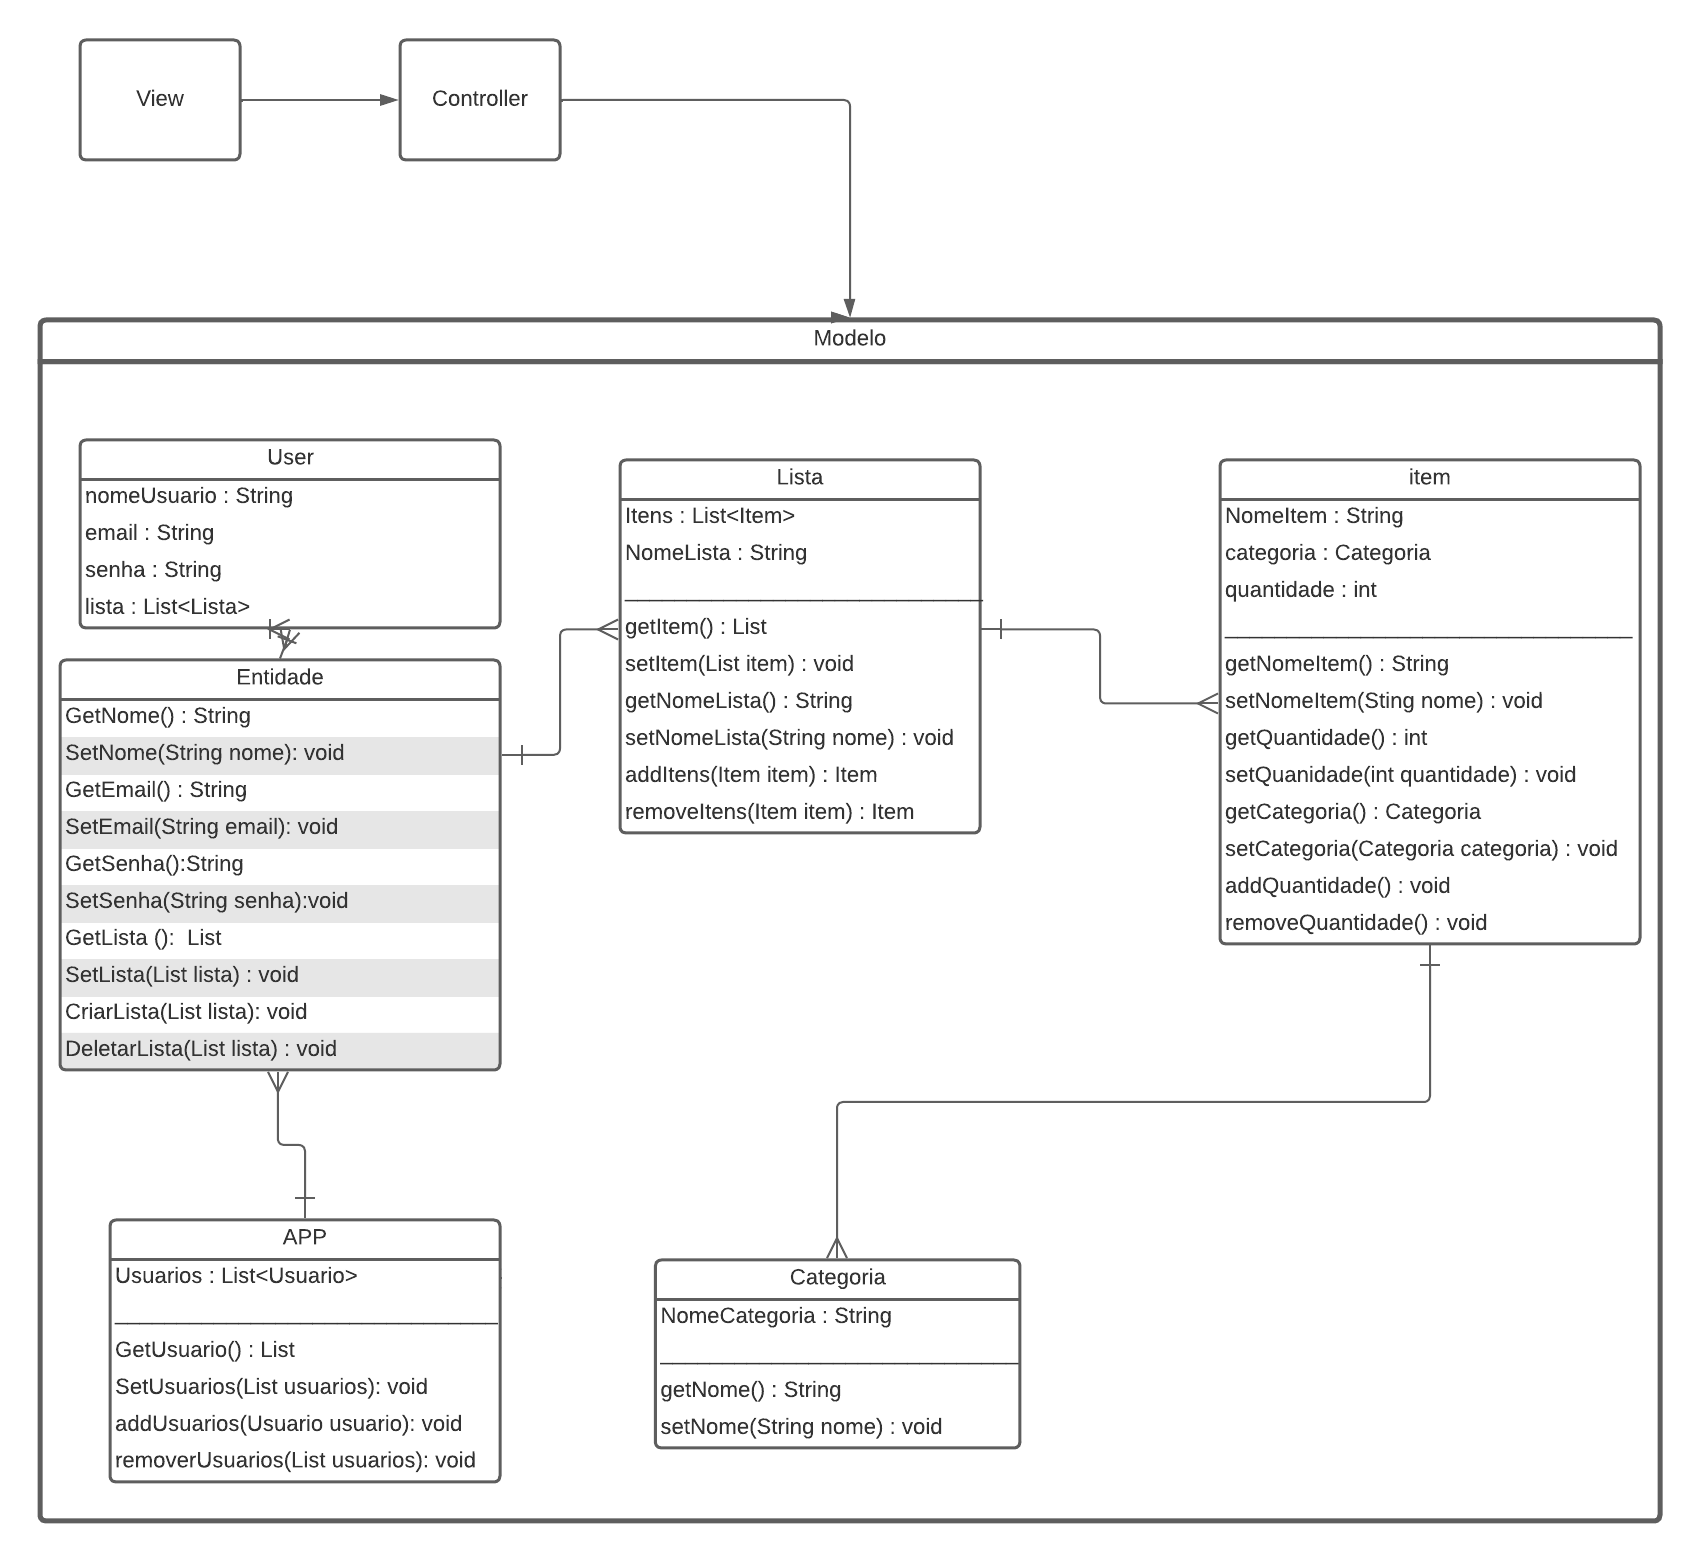 View
Controller
Modelo
User
nomeUsuario : String
email : String
senha : String
lista : List<Lista>
Entidade
GetNome() : String
SetNome(String nome): void
GetEmail() : String
SetEmail(String email): void
GetSenha():String
SetSenha(String senha):void
GetLista ():  List
SetLista(List lista) : void
CriarLista(List lista): void
DeletarLista(List lista) : void
APP
Usuarios : List<Usuario>
GetUsuario() : List
SetUsuarios(List usuarios): void
addUsuarios(Usuario usuario): void
removerUsuarios(List usuarios): void
Lista
Itens : List<Item>
NomeLista : String
getItem() : List
setItem(List item) : void
getNomeLista() : String
setNomeLista(String nome) : void
addItens(Item item) : Item
removeItens(Item item) : Item
item
NomeItem : String
categoria : Categoria
quantidade : int
getNomeItem() : String
setNomeItem(Sting nome) : void
getQuantidade() : int
setQuanidade(int quantidade) : void
getCategoria() : Categoria
setCategoria(Categoria categoria) : void
addQuantidade() : void
removeQuantidade() : void
Categoria
NomeCategoria : String
getNome() : String
setNome(String nome) : void